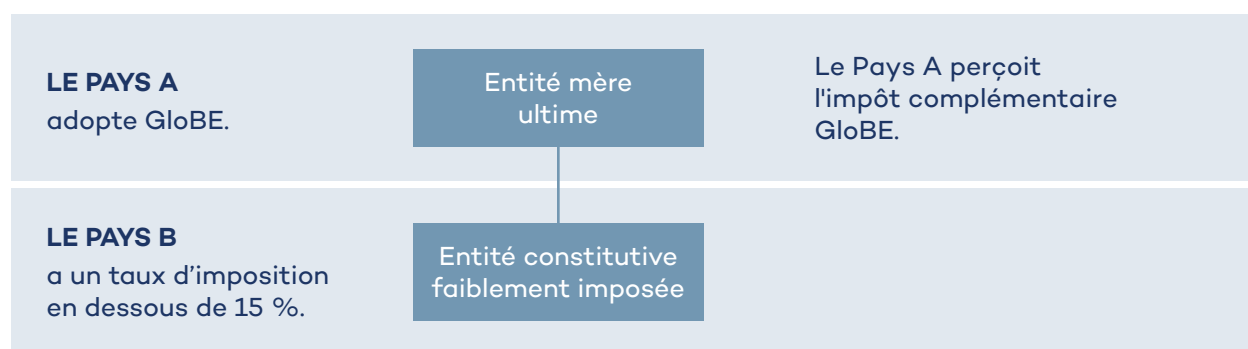 LE PAYS A
adopte GloBE.
Entité mère
ultime
Le Pays A perçoit
l'impôt complémentaire
GloBE.
LE PAYS B
a un taux d’imposition
en dessous de 15 %.
Entité constitutive
faiblement imposée